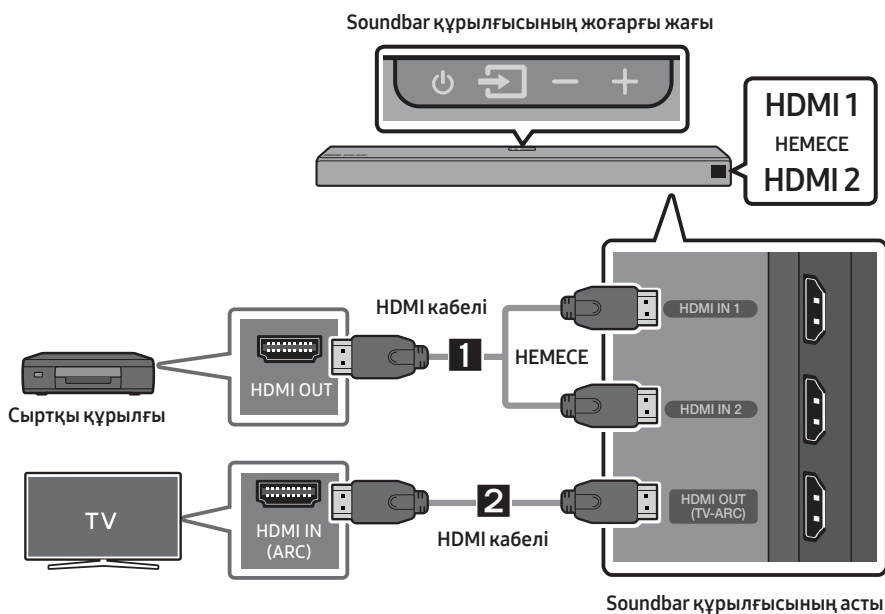 Soundbar құрылғысының жоғарғы жағы
HDMI 1
НЕМЕСЕ
HDMI 2
HDMI кабелі
HDMI IN 1
1
НЕМЕСЕ
HDMI OUT
Сыртқы құрылғы
HDMI IN 2
TV
HDMI IN
(ARC)
2
HDMI кабелі
HDMI OUT
(TV-ARC)
Soundbar құрылғысының асты